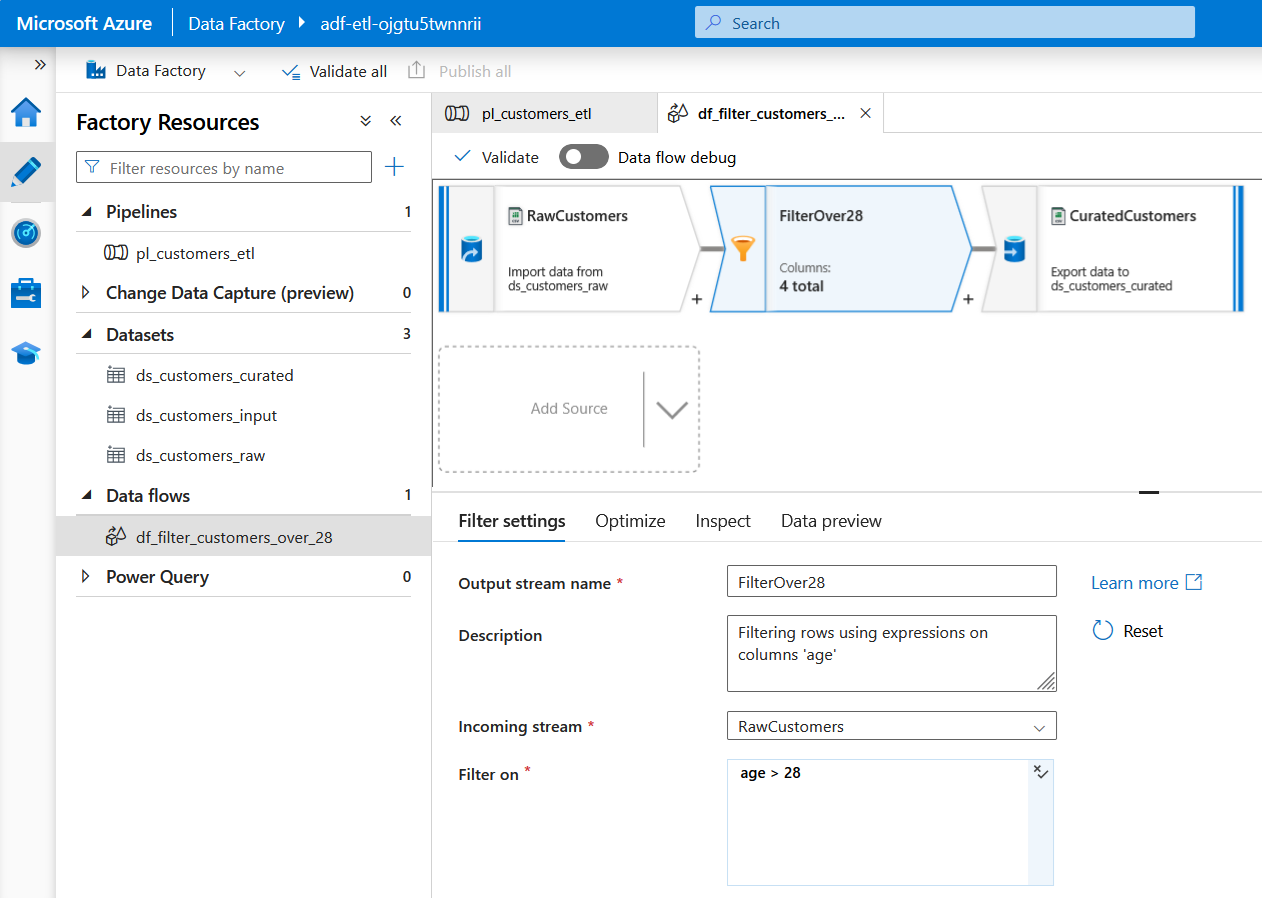 Microsoft Azure
Data Factory
adf-etl-ojgtu5twnnrii
Search
Data Factory
Validate all
Publish all
Factory Resources
Filter resources by name
Pipelines 1
pl_customers_etl
Change Data Capture (preview) 0
Datasets 3
ds_customers_curated
ds_customers_input
ds_customers_raw
Data flows 1
df_filter_customers_over_28
Power Query 0
pl_customers_etl
df_filter_customers_...
Validate
Data flow debug
RawCustomers
Import data from
ds_customers_raw
+
FilterOver28
Columns:
4 total
+
CuratedCustomers
Export data to
ds_customers_curated
Add Source
Filter settings
Optimize
Inspect
Data preview
Output stream name *
FilterOver28
Learn more
Description
Filtering rows using expressions on
columns 'age'
Reset
Incoming stream *
RawCustomers
Filter on *
age > 28